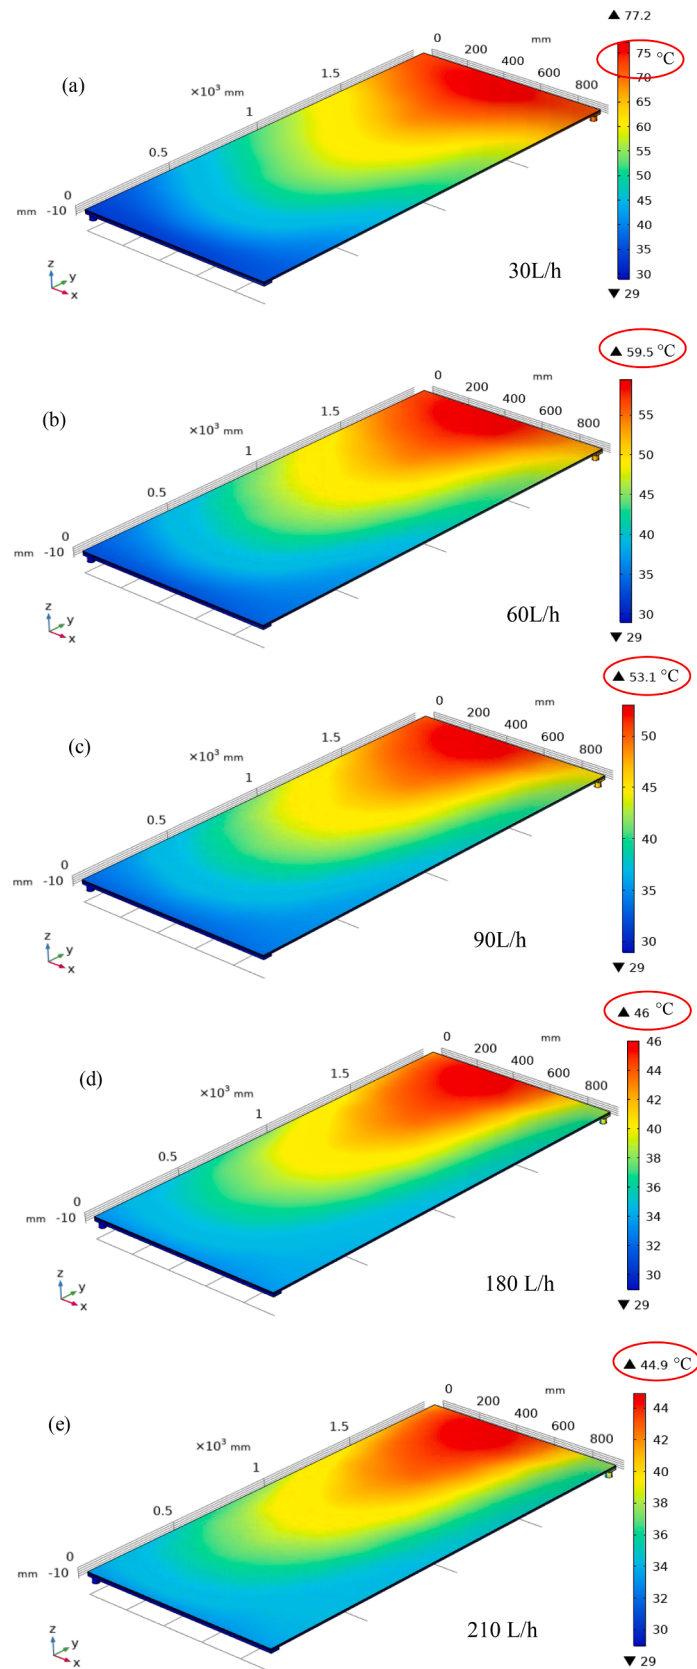 ▲ 77.2
0
200
mm
400
600
800
75 °C
70
65
60
55
50
45
40
35
30
▼ 29
(a)
1.5
×10³ mm
1
0.5
0
mm -10
z
y
x
30L/h
▲ 59.5 °C
0
200
mm
400
600
800
55
50
45
40
35
30
▼ 29
(b)
1.5
×10³ mm
1
0.5
0
mm -10
z
y
x
60L/h
▲ 53.1 °C
0
200
mm
400
600
800
50
45
40
35
30
▼ 29
(c)
1.5
×10³ mm
1
0.5
0
mm -10
z
y
x
90L/h
▲ 46 °C
0
200
mm
400
600
800
46
44
42
40
38
36
34
32
30
▼ 29
(d)
1.5
×10³ mm
1
0.5
0
mm -10
z
y
x
180 L/h
▲ 44.9 °C
0
200
mm
400
600
800
44
42
40
38
36
34
32
30
▼ 29
(e)
1.5
×10³ mm
1
0.5
0
mm -10
z
y
x
210 L/h